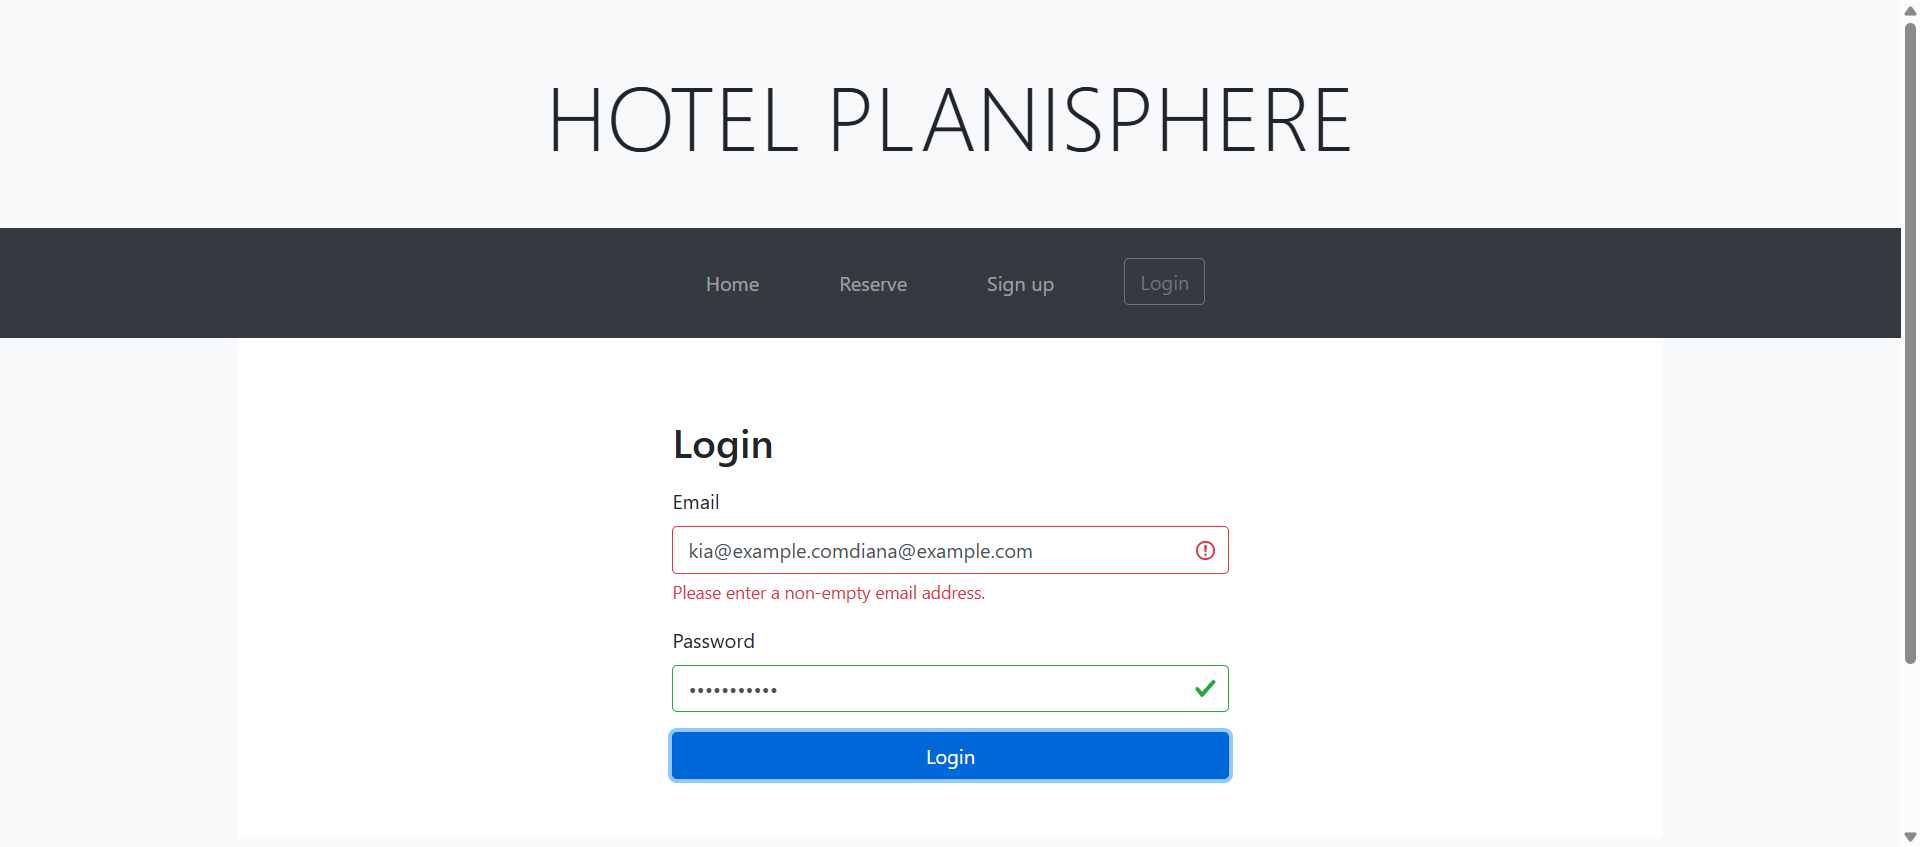 HOTEL PLANISPHERE
Home Reserve Sign up Login
Login
Email
kia@example.comdiana@example.com
Please enter a non-empty email address.
Password
•••••••••••
Login